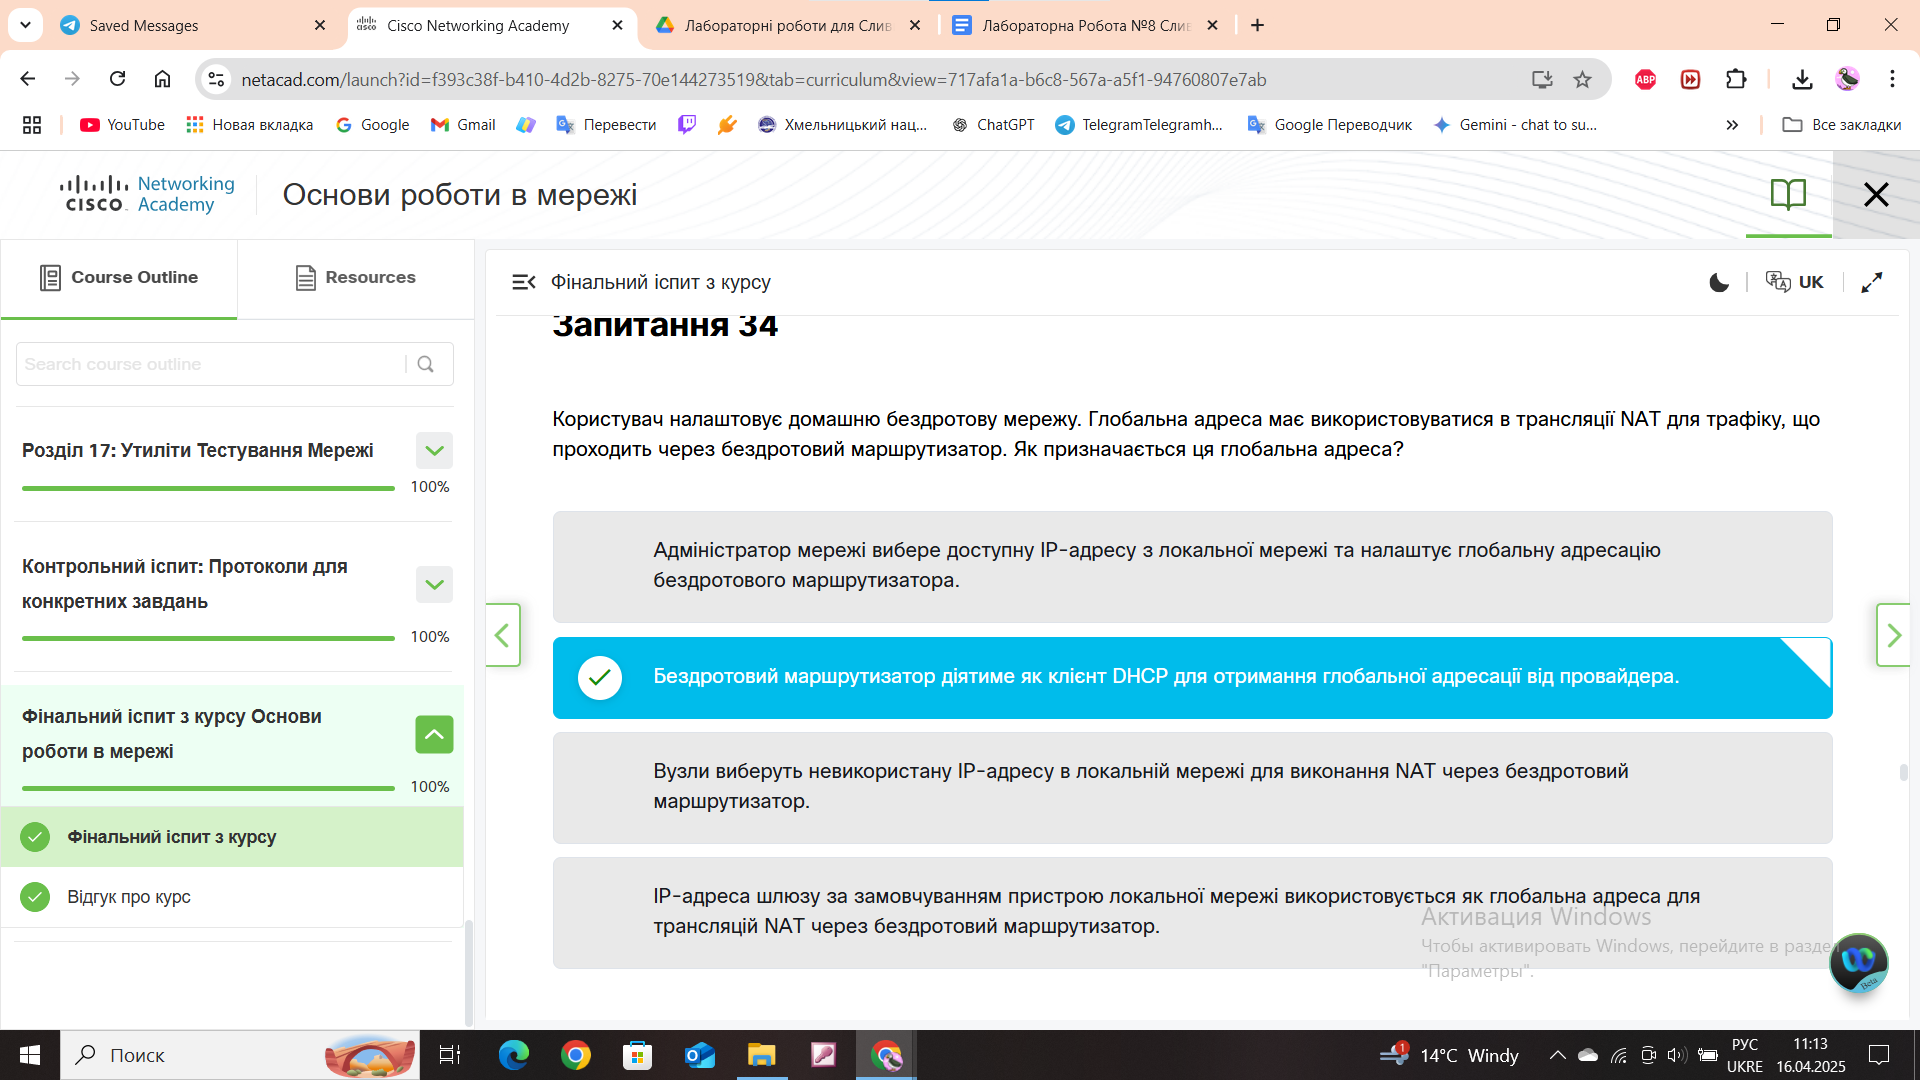 Saved Messages
Cisco Networking Academy
Лабораторні роботи для Слив
Лабораторна Робота №8 Слив
netacad.com/launch?id=f393c38f-b410-4d2b-8275-70e144273519&tab=curriculum&view=717afa1a-b6c8-567a-a5f1-94760807e7ab
ABP
YouTube
Новая вкладка
Google
Gmail
Перевести
Хмельницький нац...
ChatGPT
TelegramTelegramh...
Google Переводчик
Gemini - chat to su...
Все закладки
CISCO
Networking
Academy
Основи роботи в мережі
Course Outline
Resources
Search course outline
Розділ 17: Утиліти Тестування Мережі
100%
Контрольний іспит: Протоколи для
конкретних завдань
100%
Фінальний іспит з курсу Основи
роботи в мережі
100%
Фінальний іспит з курсу
Відгук про курс
Фінальний іспит з курсу
UK
Запитання 34
Користувач налаштовує домашню бездротову мережу. Глобальна адреса має використовуватися в трансляції NAT для трафіку, що
проходить через бездротовий маршрутизатор. Як призначається ця глобальна адреса?
Адміністратор мережі вибере доступну IP-адресу з локальної мережі та налаштує глобальну адресацію
бездротового маршрутизатора.
Бездротовий маршрутизатор діятиме як клієнт DHCP для отримання глобальної адресації від провайдера.
Вузли виберуть невикористану IP-адресу в локальній мережі для виконання NAT через бездротовий
маршрутизатор.
IP-адреса шлюзу за замовчуванням пристрою локальної мережі використовується як глобальна адреса для
трансляцій NAT через бездротовий маршрутизатор.
Активация Windows
Чтобы активировать Windows, перейдите в раздел
"Параметры".
Beta
Поиск
1
14°C Windy
РУС
UKRE
11:13
16.04.2025